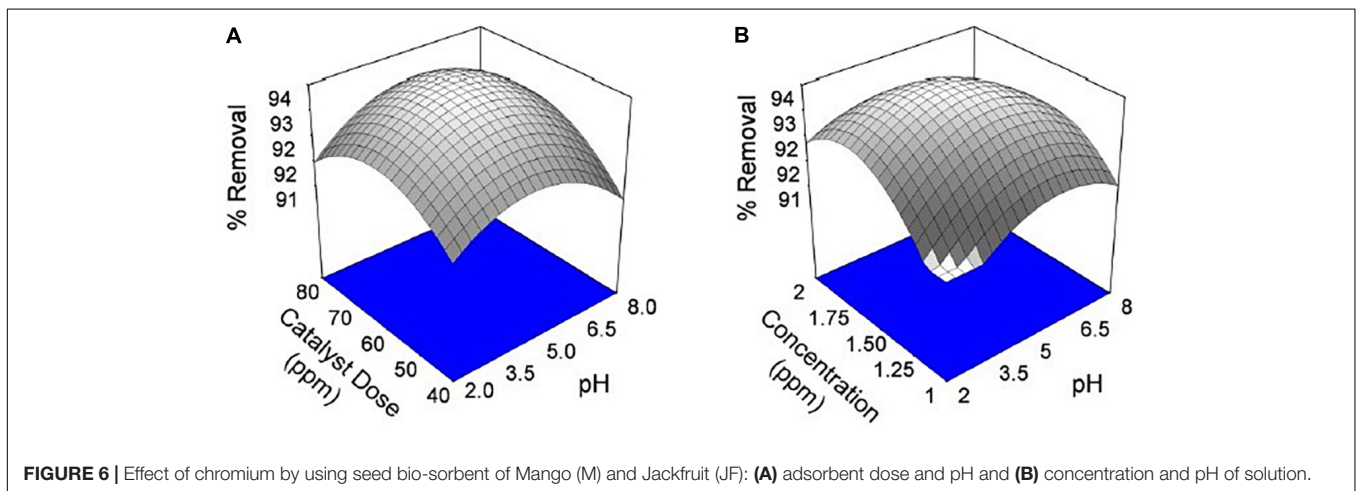 A
94
93
92
92
91
% Removal
80
70
60
50
40
Catalyst Dose
(ppm)
2.0
3.5
5.0
6.5
8.0
pH
B
94
93
92
92
91
% Removal
2
1.75
1.50
1.25
1
Concentration
(ppm)
2
3.5
5
6.5
8
pH
FIGURE 6 | Effect of chromium by using seed bio-sorbent of Mango (M) and Jackfruit (JF): (A) adsorbent dose and pH and (B) concentration and pH of solution.